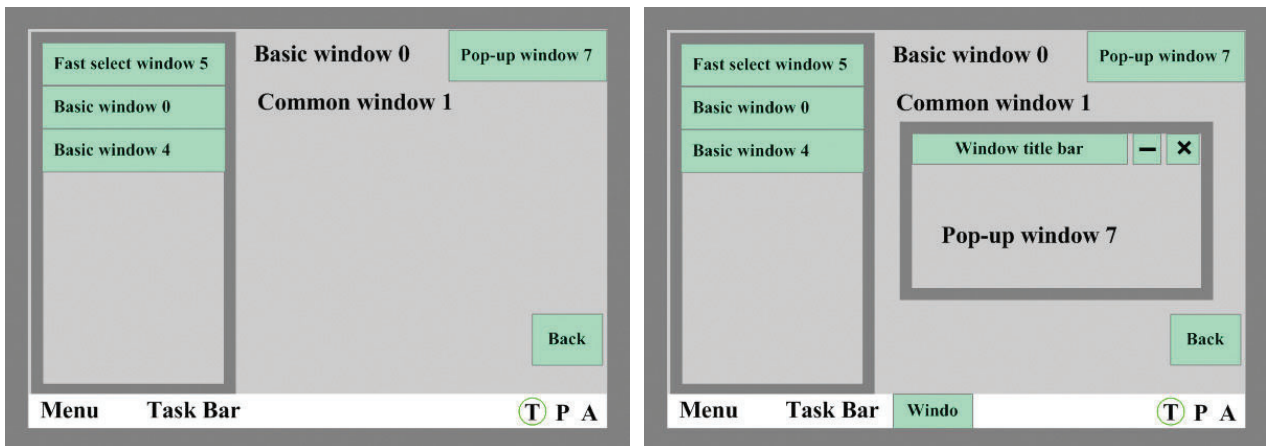 Fast select window 5
Basic window 0
Pop-up window 7
Basic window 0
Common window 1
Basic window 4
Back
Menu
Task Bar
T P A
Fast select window 5
Basic window 0
Pop-up window 7
Basic window 0
Common window 1
Basic window 4
Window title bar
Pop-up window 7
Back
Menu
Task Bar
Windo
T P A